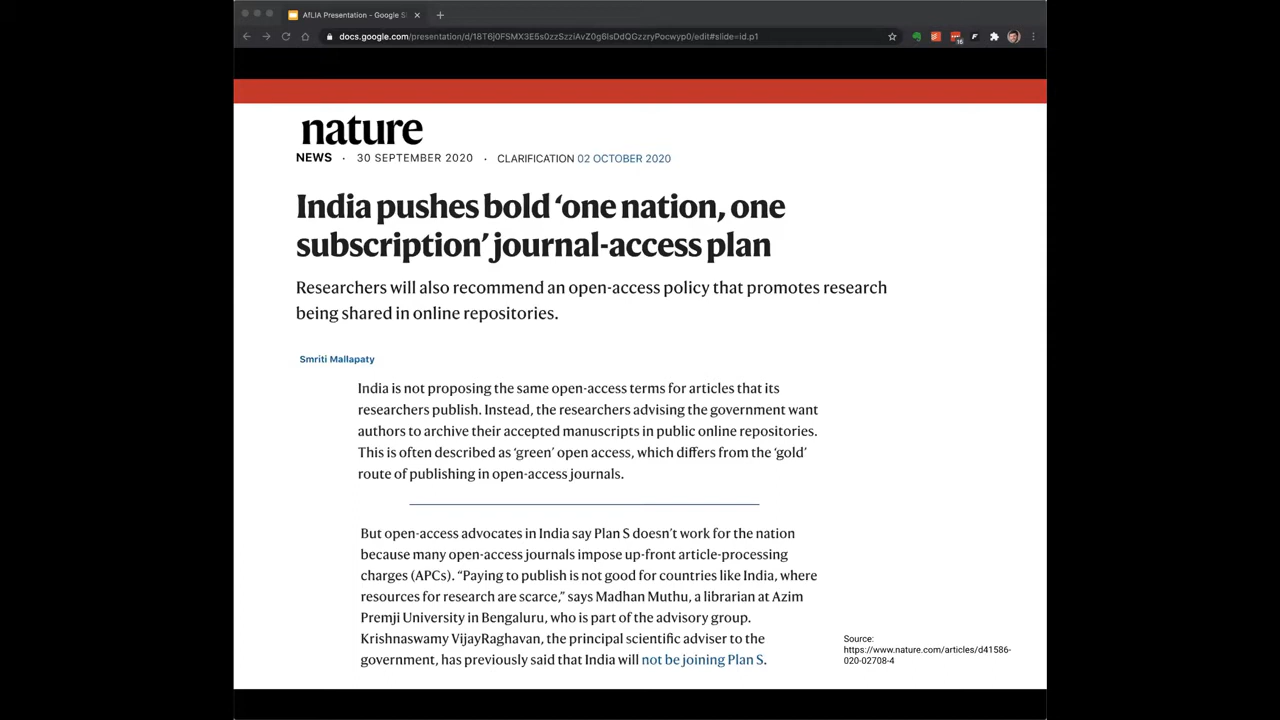 AfLIA Presentation - Google S
docs.google.com/presentation/d/18T6j0FSMX3E5s0zzSzziAvZ0g6IsDdQGzzryPocwyp0/edit#slide=id.p1
nature
NEWS · 30 SEPTEMBER 2020 · CLARIFICATION 02 OCTOBER 2020
India pushes bold ‘one nation, one
subscription’ journal-access plan
Researchers will also recommend an open-access policy that promotes research
being shared in online repositories.
Smriti Mallapaty
India is not proposing the same open-access terms for articles that its
researchers publish. Instead, the researchers advising the government want
authors to archive their accepted manuscripts in public online repositories.
This is often described as ‘green’ open access, which differs from the ‘gold’
route of publishing in open-access journals.
But open-access advocates in India say Plan S doesn’t work for the nation
because many open-access journals impose up-front article-processing
charges (APCs). “Paying to publish is not good for countries like India, where
resources for research are scarce,” says Madhan Muthu, a librarian at Azim
Premji University in Bengaluru, who is part of the advisory group.
Krishnaswamy VijayRaghavan, the principal scientific adviser to the
government, has previously said that India will not be joining Plan S.
Source:
https://www.nature.com/articles/d41586-
020-02708-4